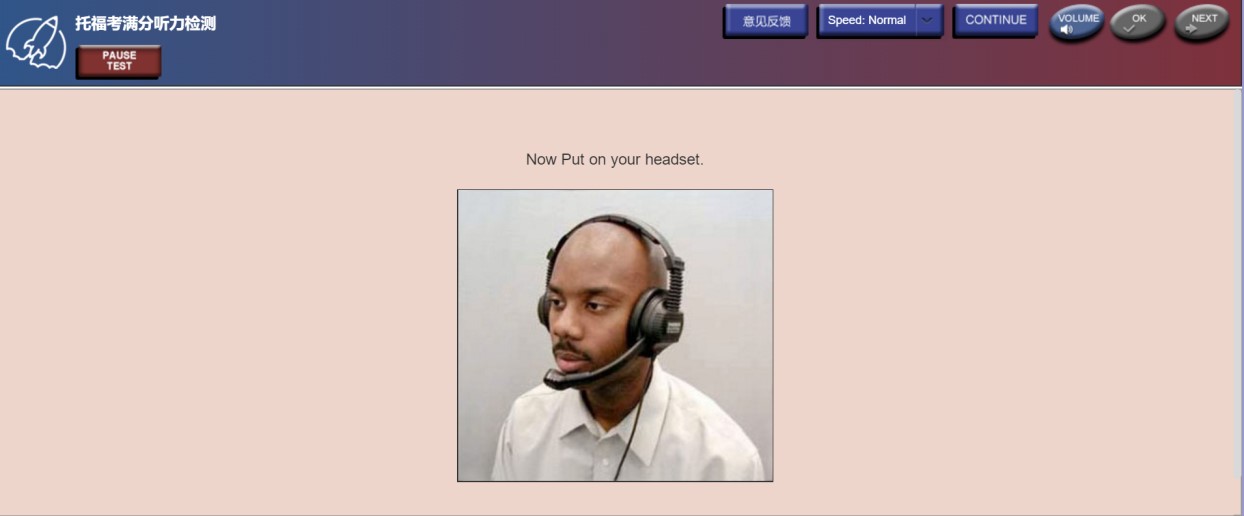 托福考满分听力检测
PAUSE
TEST
意见反馈
Speed: Normal
CONTINUE
VOLUME
OK
NEXT
Now Put on your headset.